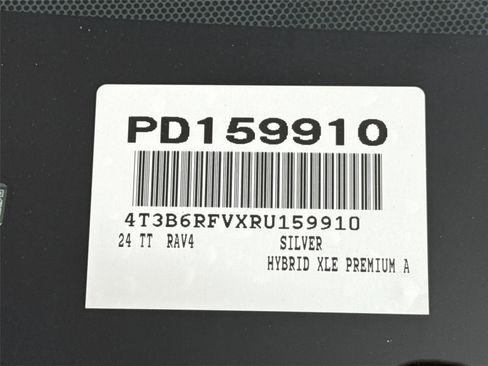 PD159910
4T3B6RFVXRU159910
24 TT RAV4 SILVER
HYBRID XLE PREMIUM A